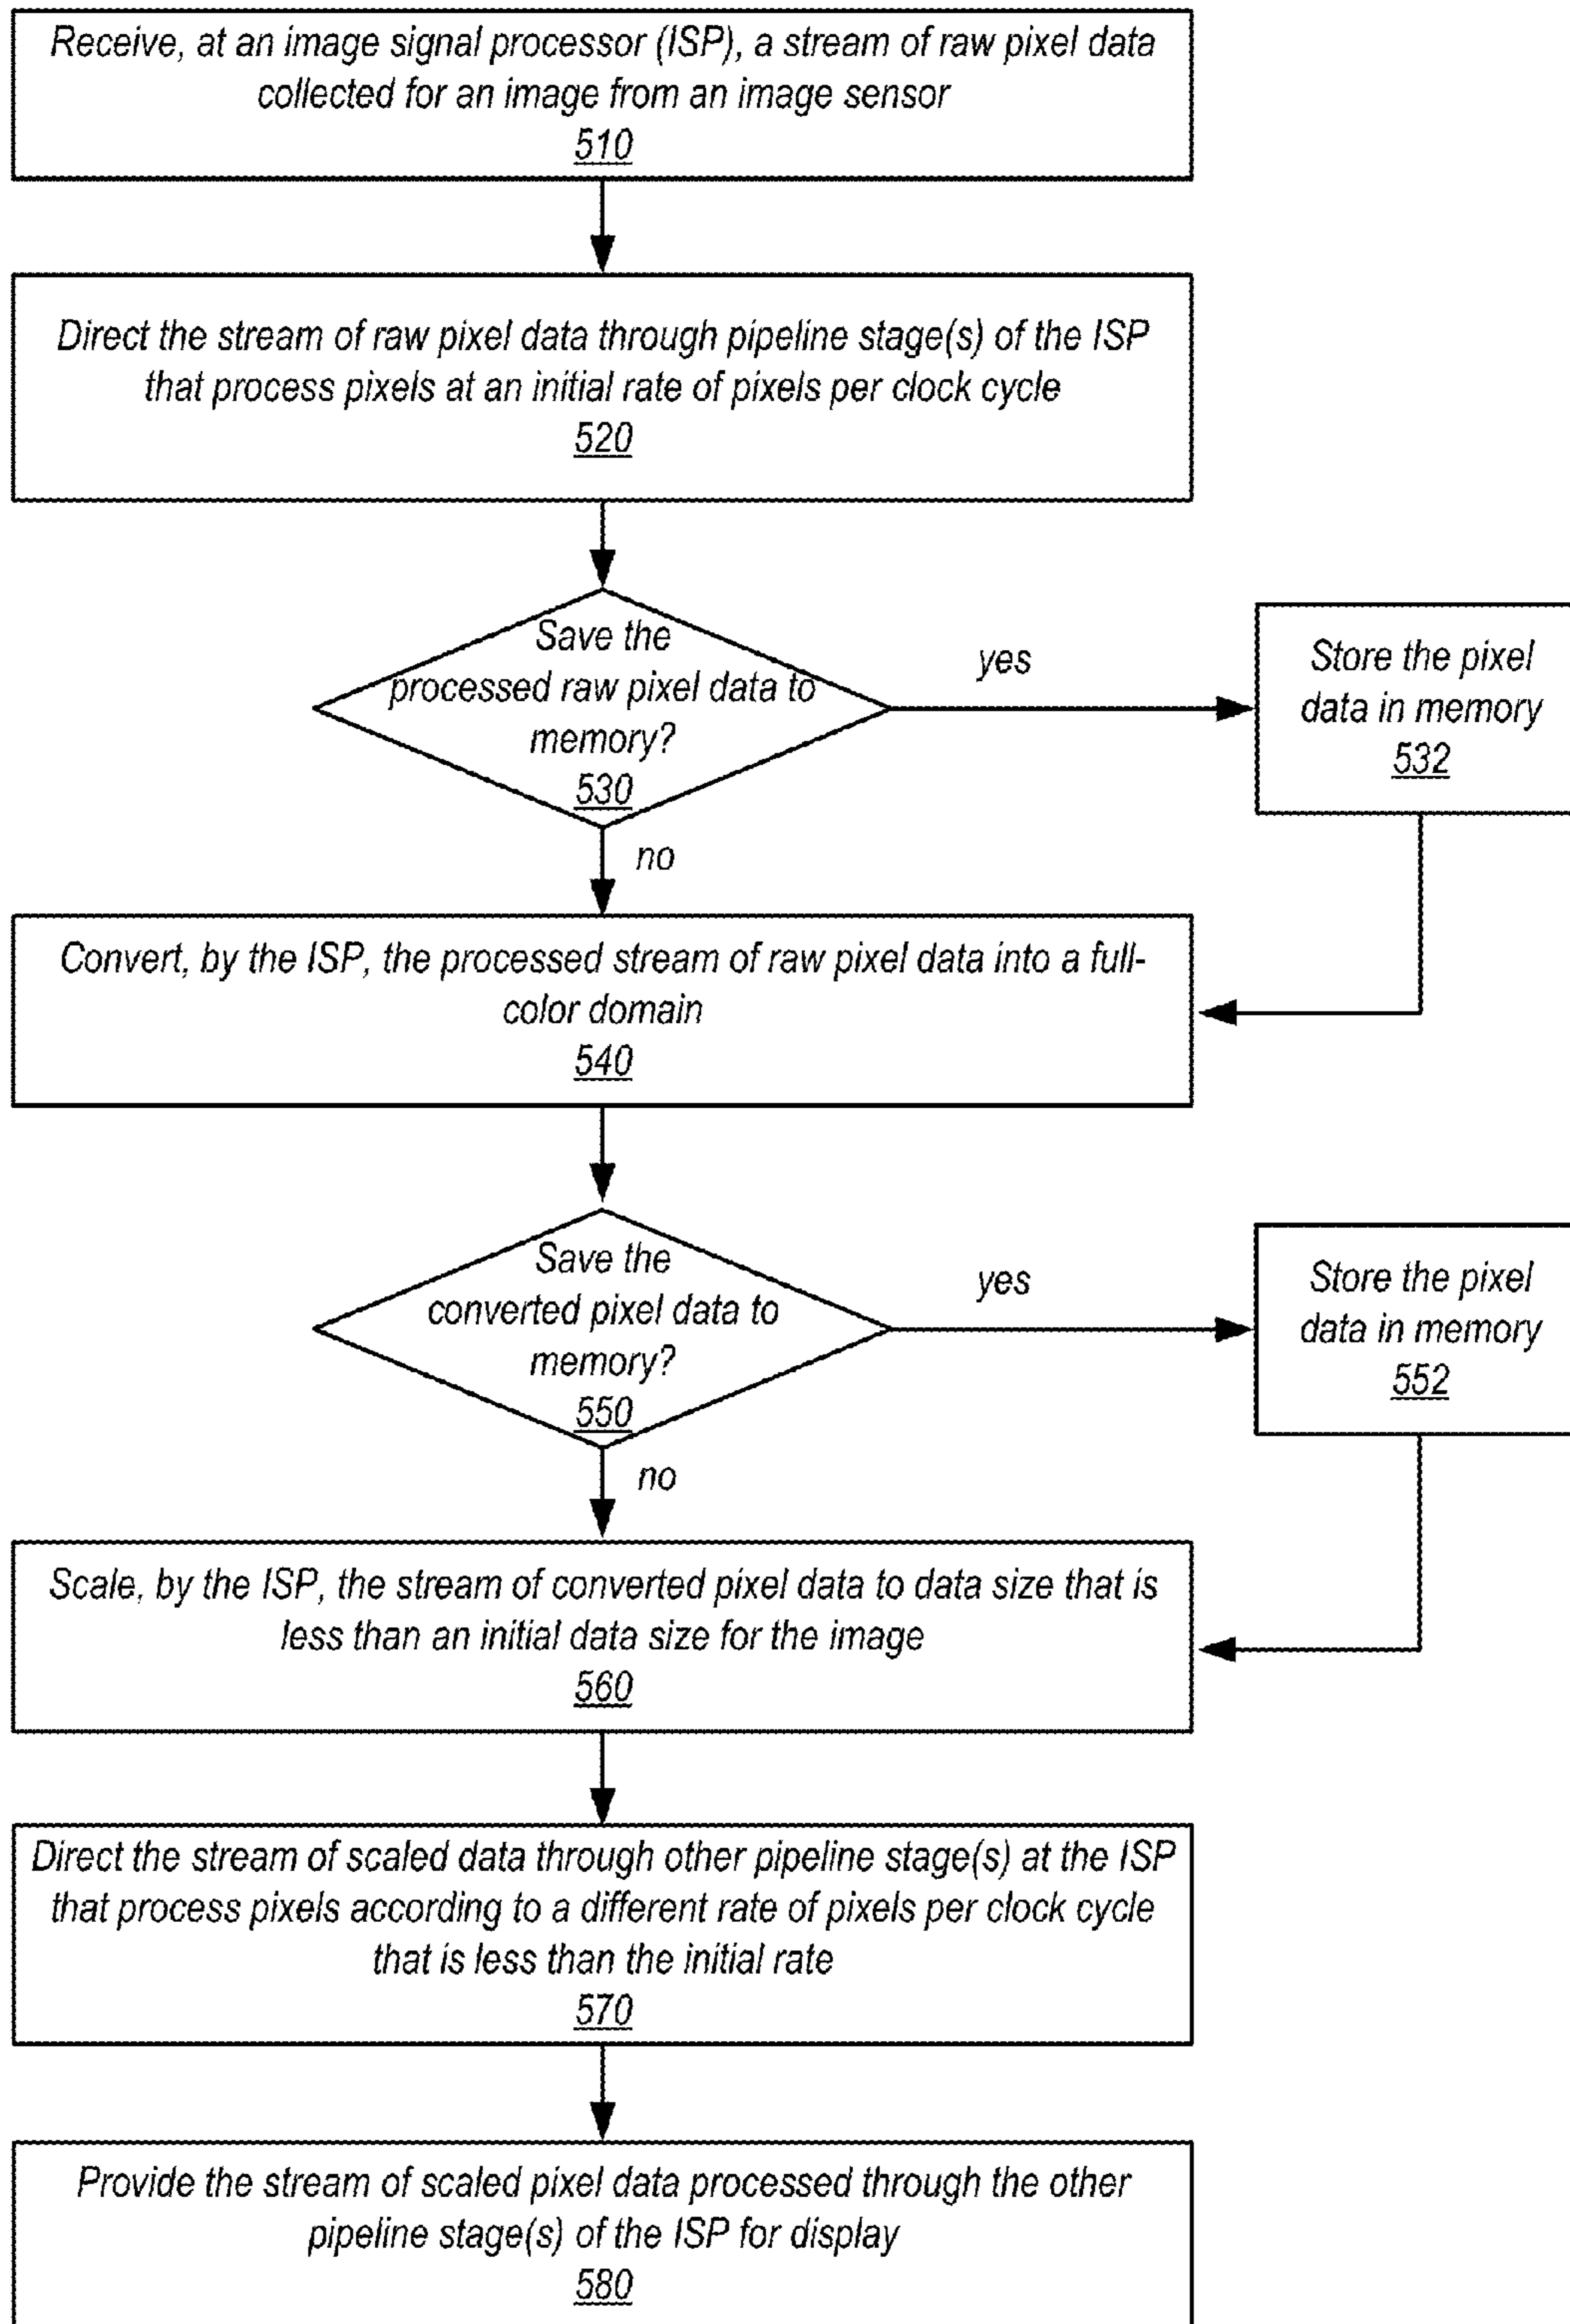 Receive, at an image signal processor (ISP), a stream of raw pixel data
collected for an image from an image sensor
510
Direct the stream of raw pixel data through pipeline stage(s) of the ISP
that process pixels at an initial rate of pixels per clock cycle
520
Save the
processed raw pixel data to
memory?
530
yes
Store the pixel
data in memory
532
no
Convert, by the ISP, the processed stream of raw pixel data into a full-
color domain
540
Save the
converted pixel data to
memory?
550
yes
Store the pixel
data in memory
552
no
Scale, by the ISP, the stream of converted pixel data to data size that is
less than an initial data size for the image
560
Direct the stream of scaled data through other pipeline stage(s) at the ISP
that process pixels according to a different rate of pixels per clock cycle
that is less than the initial rate
570
Provide the stream of scaled pixel data processed through the other
pipeline stage(s) of the ISP for display
580